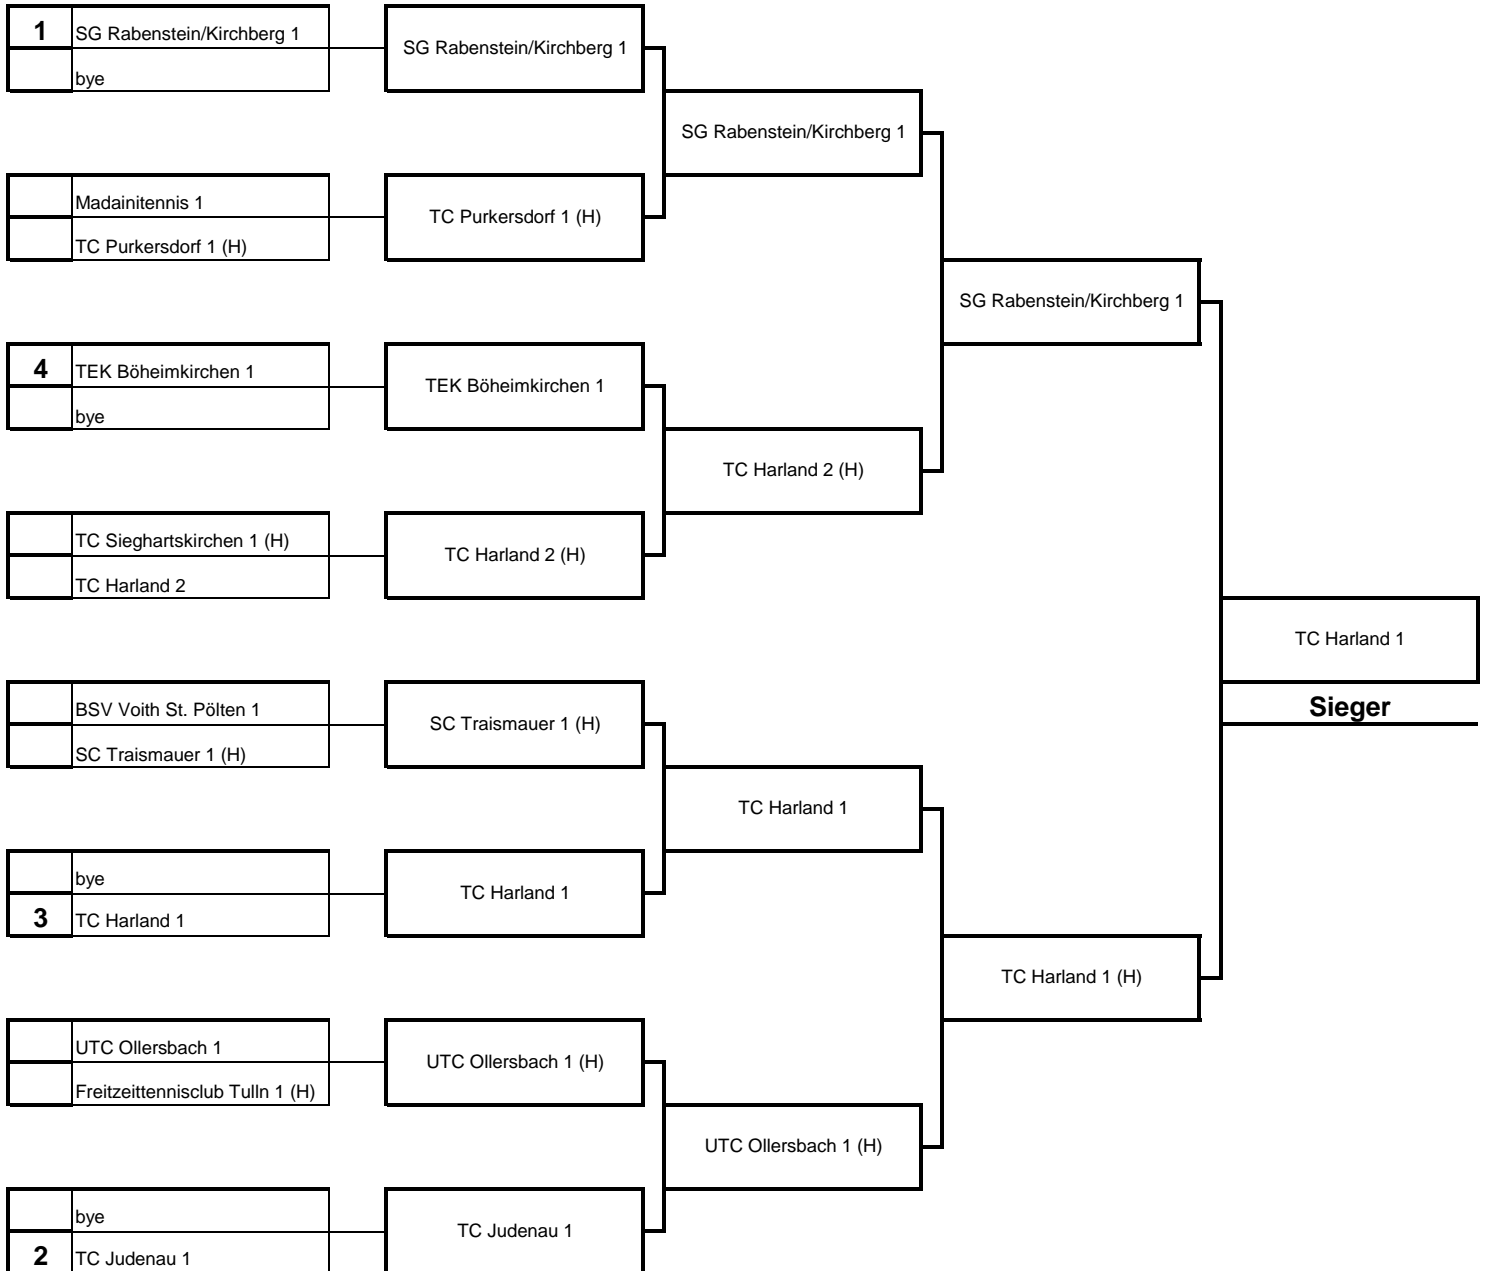 1
SG Rabenstein/Kirchberg 1
bye
SG Rabenstein/Kirchberg 1
SG Rabenstein/Kirchberg 1
Madainitennis 1
TC Purkersdorf 1 (H)
TC Purkersdorf 1 (H)
SG Rabenstein/Kirchberg 1
4
TEK Böheimkirchen 1
bye
TEK Böheimkirchen 1
TC Harland 2 (H)
TC Sieghartskirchen 1 (H)
TC Harland 2
TC Harland 2 (H)
TC Harland 1
Sieger
BSV Voith St. Pölten 1
SC Traismauer 1 (H)
SC Traismauer 1 (H)
TC Harland 1
bye
3
TC Harland 1
TC Harland 1
TC Harland 1 (H)
UTC Ollersbach 1
Freitzeittennisclub Tulln 1 (H)
UTC Ollersbach 1 (H)
UTC Ollersbach 1 (H)
bye
2
TC Judenau 1
TC Judenau 1